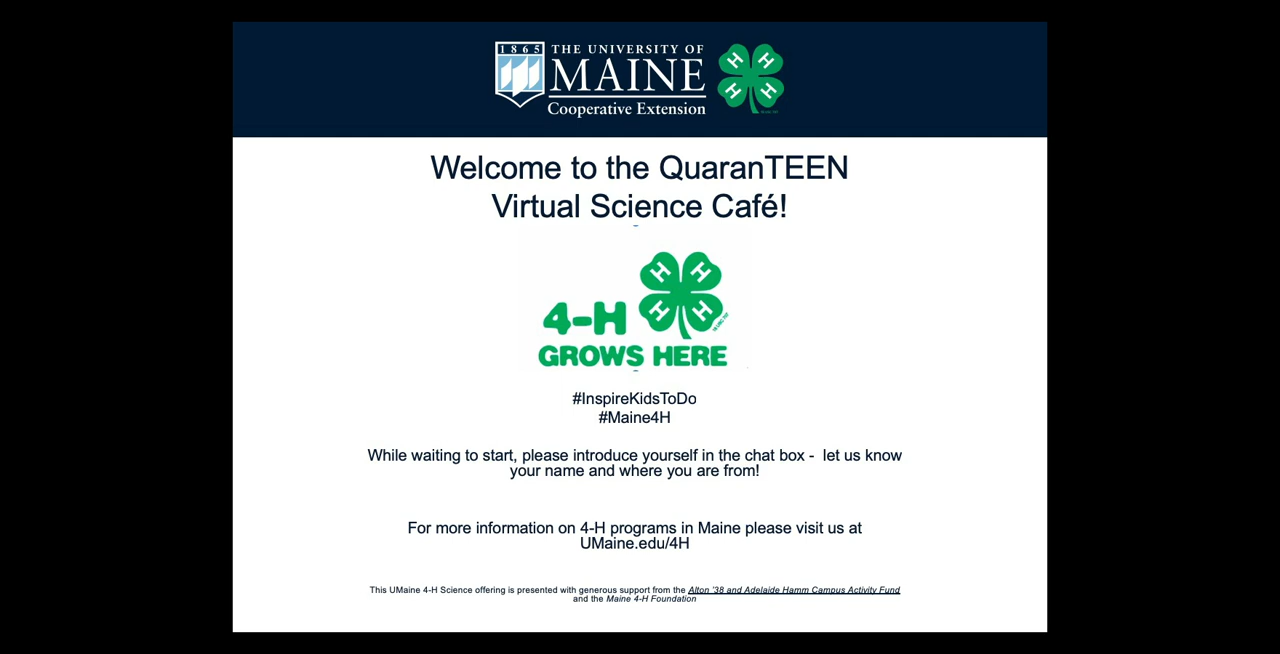 1865
THE UNIVERSITY OF
MAINE
Cooperative Extension
H H
H H
Welcome to the QuaranTEEN
Virtual Science Café!
H H
H H
4-H
GROWS HERE
#InspireKidsToDo
#Maine4H
While waiting to start, please introduce yourself in the chat box - let us know
your name and where you are from!
For more information on 4-H programs in Maine please visit us at
UMaine.edu/4H
This UMaine 4-H Science offering is presented with generous support from the Alton '38 and Adelaide Hamm Campus Activity Fund
and the Maine 4-H Foundation